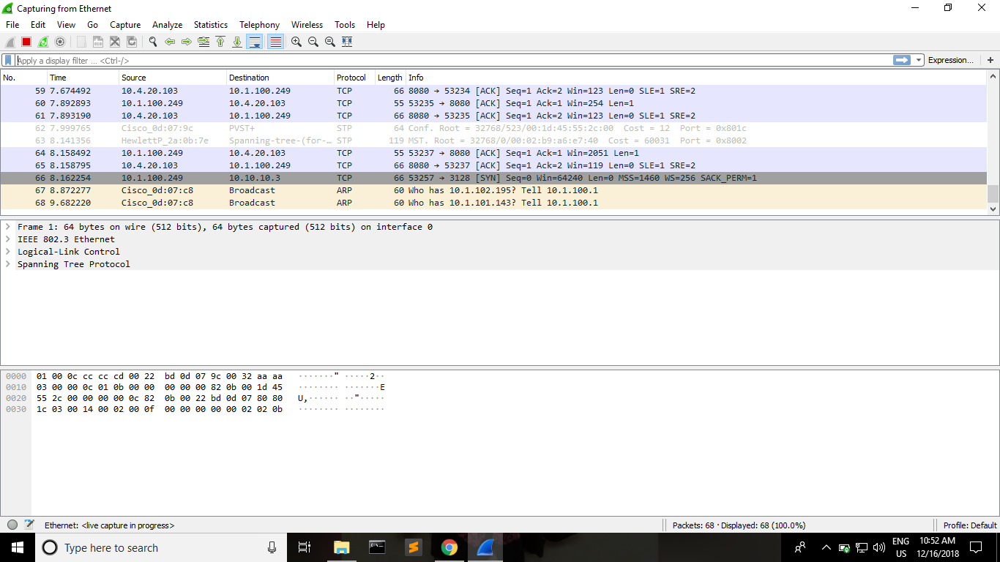 Capturing from Ethernet
File Edit View Go Capture Analyze Statistics Telephony Wireless Tools Help
Apply a display filter ... <Ctrl-/> Expression... +
No. Time Source Destination Protocol Length Info
59 7.674492 10.4.20.103 10.1.100.249 TCP 66 8080 → 53234 [ACK] Seq=1 Ack=2 Win=123 Len=0 SLE=1 SRE=2
60 7.892893 10.1.100.249 10.4.20.103 TCP 55 53235 → 8080 [ACK] Seq=1 Ack=1 Win=254 Len=1
61 7.893190 10.4.20.103 10.1.100.249 TCP 66 8080 → 53235 [ACK] Seq=1 Ack=2 Win=123 Len=0 SLE=1 SRE=2
62 7.999765 Cisco_0d:07:9c PVST+ STP 64 Conf. Root = 32768/523/00:1d:45:55:2c:00 Cost = 12 Port = 0x801c
63 8.141356 HewlettP_2a:0b:7e Spanning-tree-(for-… STP 119 MST. Root = 32768/0/00:02:b9:a6:e7:40 Cost = 60031 Port = 0x8002
64 8.158492 10.1.100.249 10.4.20.103 TCP 55 53237 → 8080 [ACK] Seq=1 Ack=1 Win=2051 Len=1
65 8.158795 10.4.20.103 10.1.100.249 TCP 66 8080 → 53237 [ACK] Seq=1 Ack=2 Win=119 Len=0 SLE=1 SRE=2
66 8.162254 10.1.100.249 10.10.10.3 TCP 66 53257 → 3128 [SYN] Seq=0 Win=64240 Len=0 MSS=1460 WS=256 SACK_PERM=1
67 8.872277 Cisco_0d:07:c8 Broadcast ARP 60 Who has 10.1.102.195? Tell 10.1.100.1
68 9.682220 Cisco_0d:07:c8 Broadcast ARP 60 Who has 10.1.101.143? Tell 10.1.100.1
Frame 1: 64 bytes on wire (512 bits), 64 bytes captured (512 bits) on interface 0
IEEE 802.3 Ethernet
Logical-Link Control
Spanning Tree Protocol
0000 01 00 0c cc cc cd 00 22 bd 0d 07 9c 00 32 aa aa ·······" ·····2··
0010 03 00 00 0c 01 0b 00 00 00 00 00 82 0b 00 1d 45 ········ ·······E
0020 55 2c 00 00 00 00 0c 82 0b 00 22 bd 0d 07 80 80 U,······ ··"·····
0030 1c 03 00 14 00 02 00 0f 00 00 00 00 00 02 02 0b ········ ········
Ethernet: <live capture in progress> Packets: 68 · Displayed: 68 (100.0%) Profile: Default
Type here to search ENG 10:52 AM
US 12/16/2018